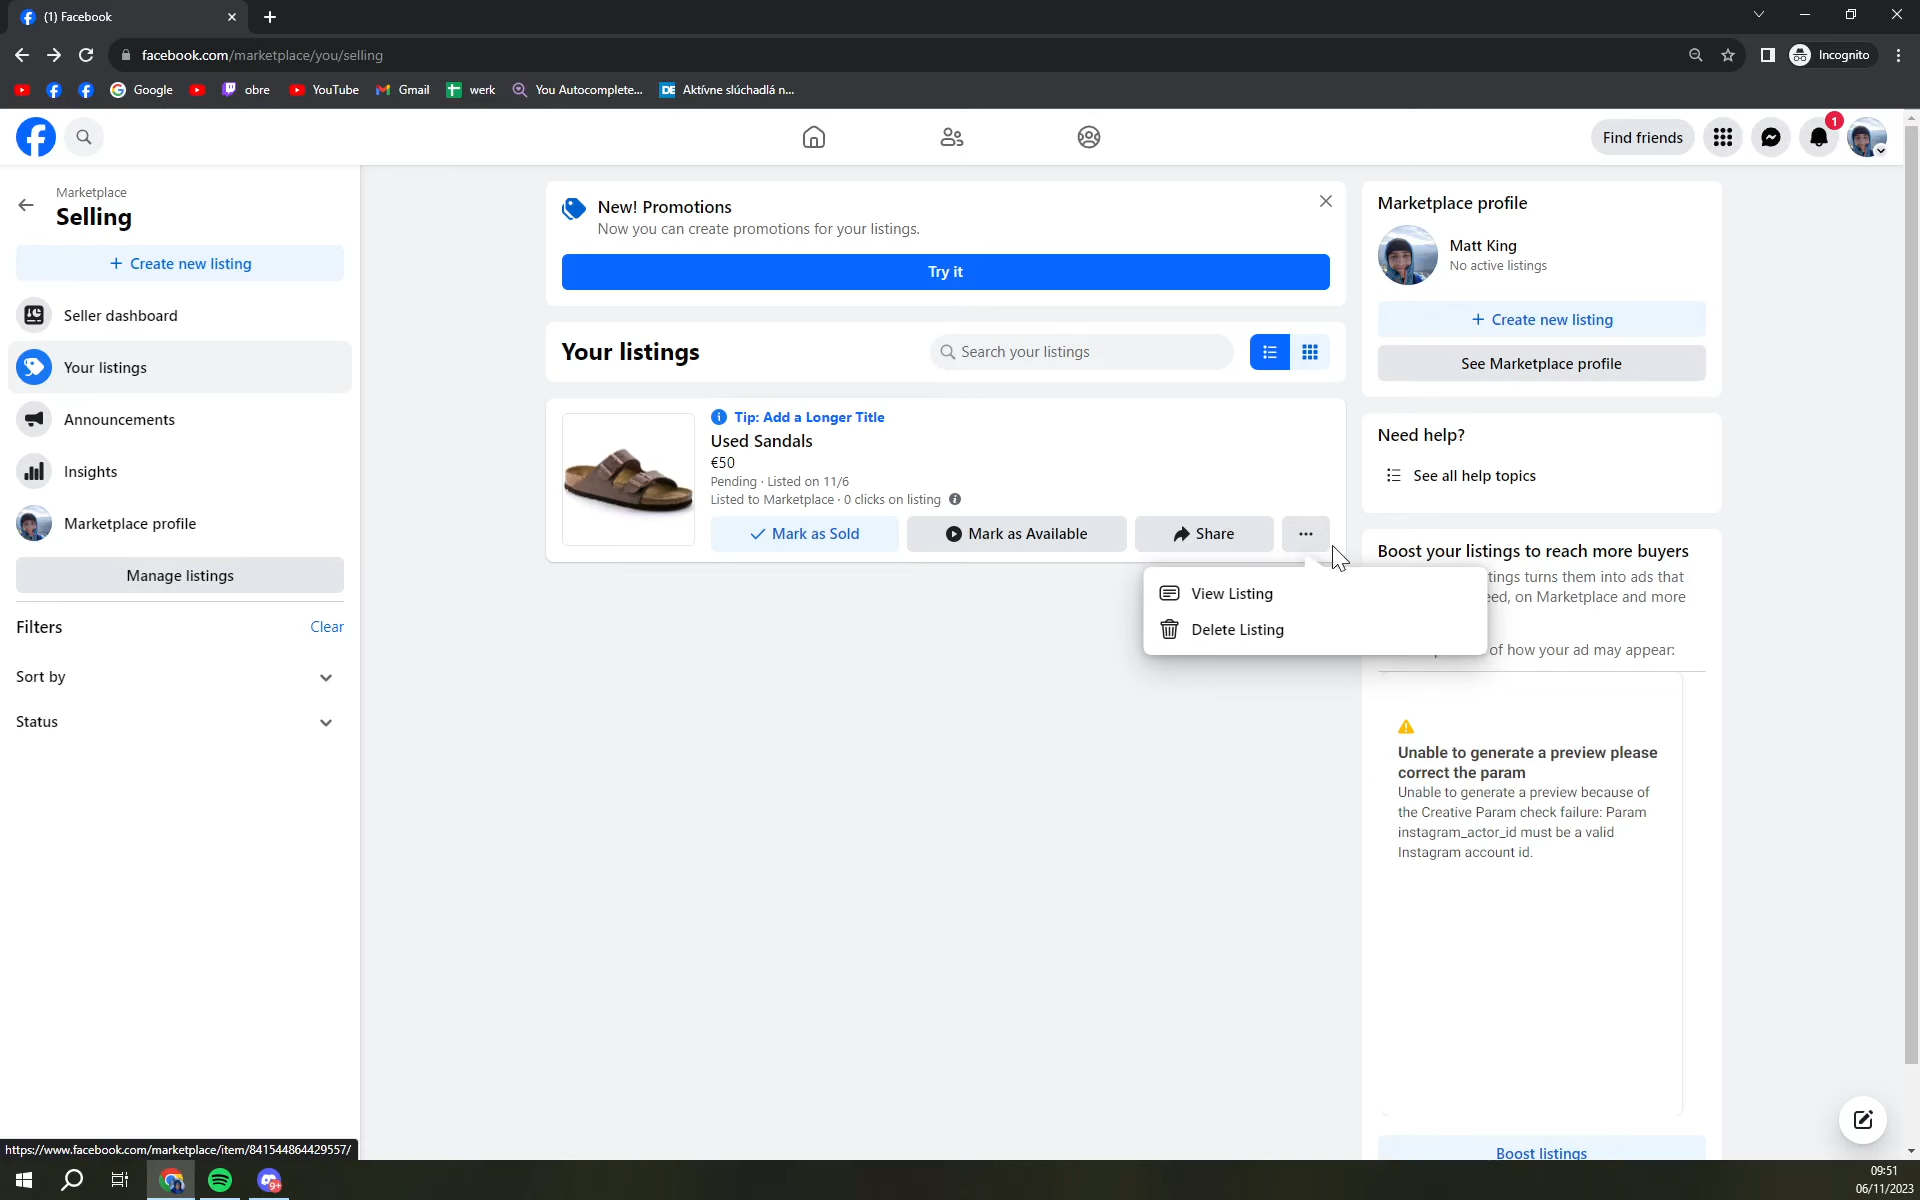 (1) Facebook
facebook.com/marketplace/you/selling
Incognito
Google
obre
YouTube
Gmail
werk
You Autocomplete...
DE
Aktívne slúchadlá n...
Find friends
1
Marketplace
Selling
+ Create new listing
Seller dashboard
Your listings
Announcements
Insights
Marketplace profile
Manage listings
Filters
Clear
Sort by
Status
New! Promotions
Now you can create promotions for your listings.
Try it
Your listings
Search your listings
Tip: Add a Longer Title
Used Sandals
€50
Pending · Listed on 11/6
Listed to Marketplace · 0 clicks on listing
Mark as Sold
Mark as Available
Share
View Listing
Delete Listing
Marketplace profile
Matt King
No active listings
+ Create new listing
See Marketplace profile
Need help?
See all help topics
Boost your listings to reach more buyers
tings turns them into ads that
eed, on Marketplace and more
of how your ad may appear:
Unable to generate a preview please
correct the param
Unable to generate a preview because of
the Creative Param check failure: Param
instagram_actor_id must be a valid
Instagram account id.
Boost listings
https://www.facebook.com/marketplace/item/841544864429557/
9+
09:51
06/11/2023